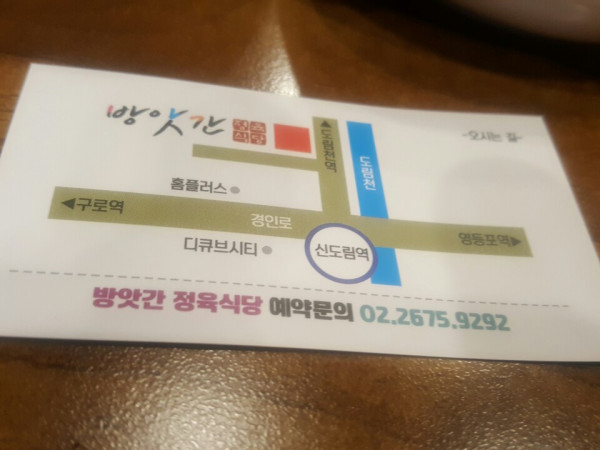 방앗간 정육식당
-오시는 길-
▲도림천역
도림천
홈플러스
◀구로역
경인로
영등포역▶
디큐브시티
신도림역
방앗간 정육식당 예약문의 02.2675.9292